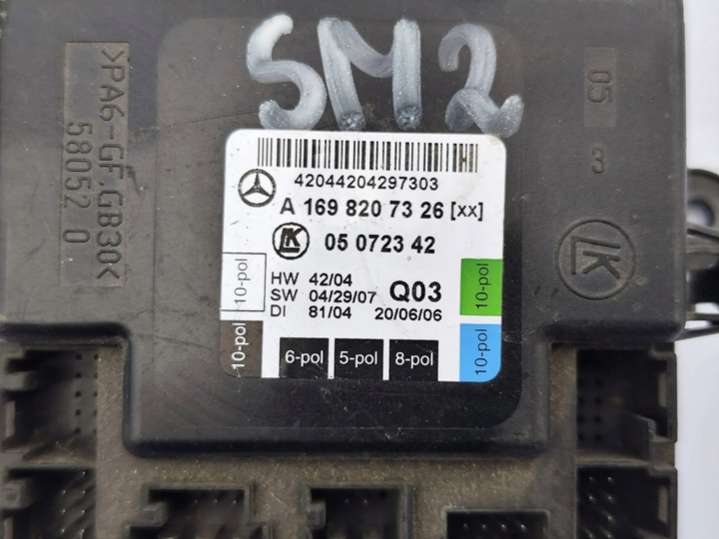 SM2
>PA6-GF.GB30<
58052 0
05
3
42044204297303
A 169 820 73 26 [xx]
LK 05 0723 42
LK
HW 42/04
SW 04/29/07 Q03
DI 81/04 20/06/06
10-pol
10-pol
10-pol
10-pol
6-pol 5-pol 8-pol